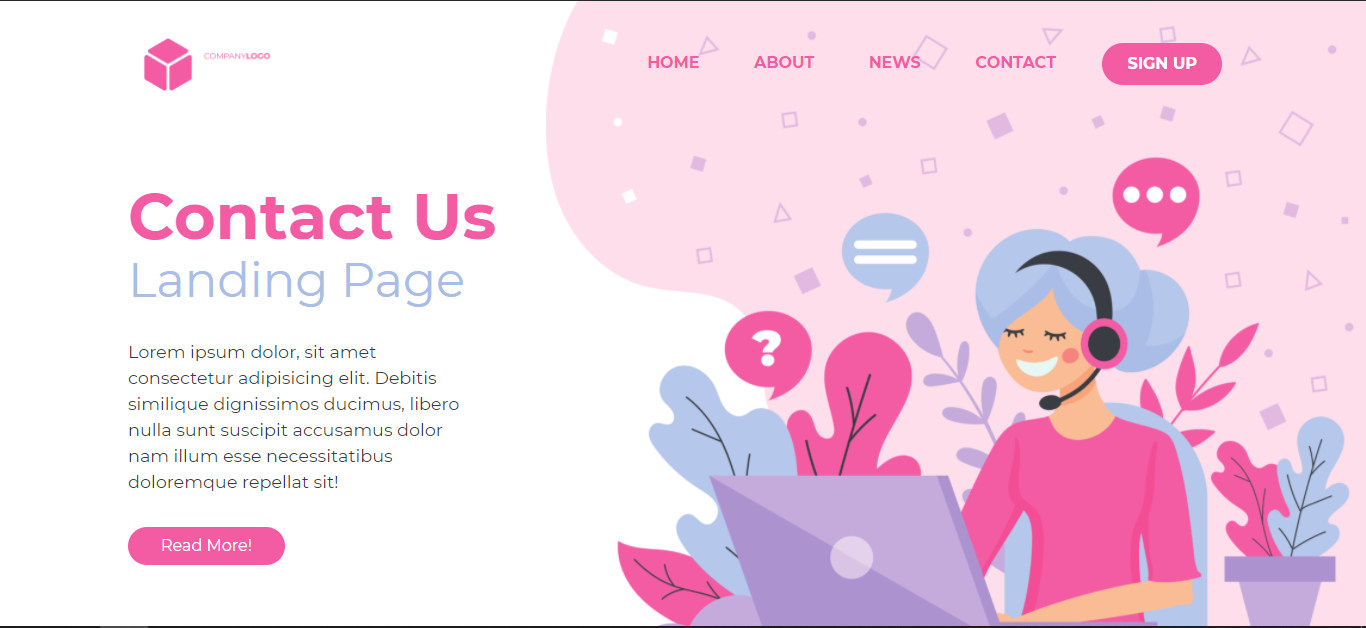 COMPANYLOGO
HOME ABOUT NEWS CONTACT SIGN UP
Contact Us
Landing Page
Lorem ipsum dolor, sit amet
consectetur adipisicing elit. Debitis
similique dignissimos ducimus, libero
nulla sunt suscipit accusamus dolor
nam illum esse necessitatibus
doloremque repellat sit!
Read More!
?